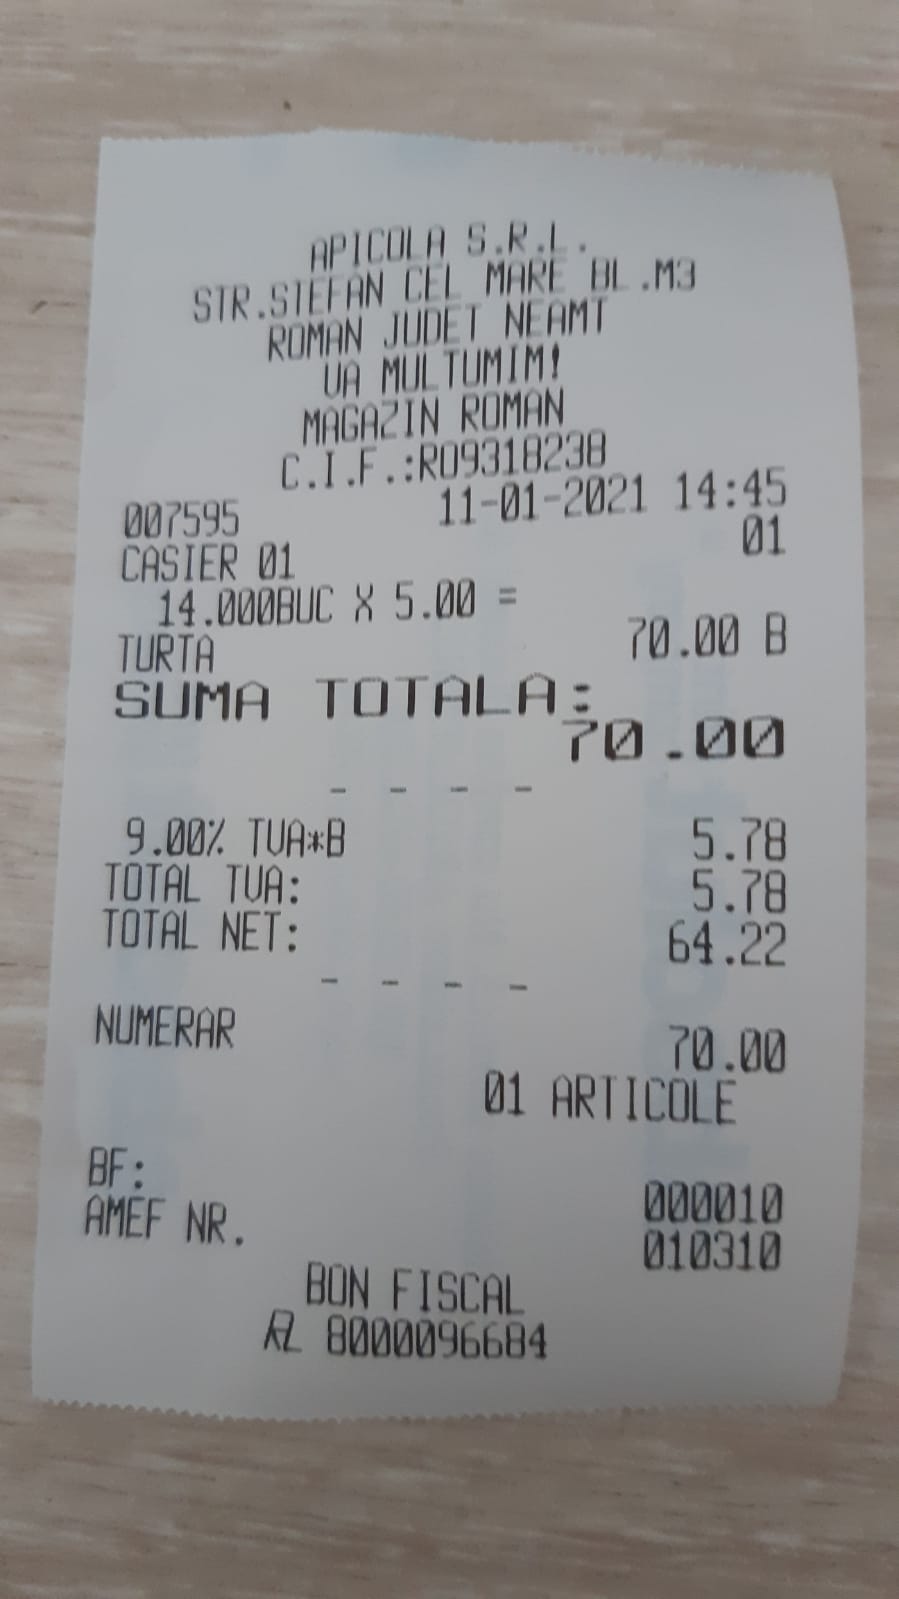 APICOLA S.R.L.
STR.STEFAN CEL MARE BL.M3
ROMAN JUDET NEAMT
VA MULTUMIM!
MAGAZIN ROMAN
C.I.F.:RO9318238
007595 11-01-2021 14:45
CASIER 01 01
14.000BUC X 5.00 =
TURTA 70.00 B
SUMA TOTALA:
70.00
- - - -
9.00% TVA*B 5.78
TOTAL TVA: 5.78
TOTAL NET: 64.22
- - - -
NUMERAR 70.00
01 ARTICOLE
BF: 000010
AMEF NR. 010310
BON FISCAL
8000096684